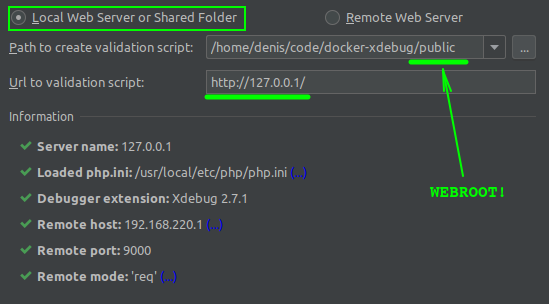 Local Web Server or Shared Folder Remote Web Server
Path to create validation script: /home/denis/code/docker-xdebug/public ...
Url to validation script: http://127.0.0.1/
Information
Server name: 127.0.0.1
Loaded php.ini: /usr/local/etc/php/php.ini (...)
WEBROOT!
Debugger extension: Xdebug 2.7.1
Remote host: 192.168.220.1 (...)
Remote port: 9000
Remote mode: 'req' (...)